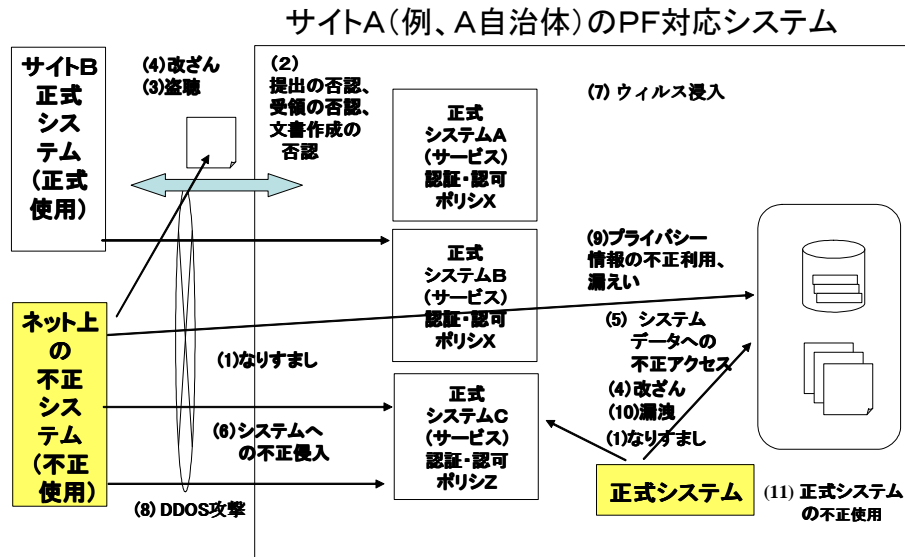 サイトA(例、A自治体)のPF対応システム
サイトB
正式
シス
テム
(正式
使用)
(4)改ざん
(3)盗聴
(2)
提出の否認、
受領の否認、
文書作成の
否認
正式
システムA
(サービス)
認証・認可
ポリシX
(7) ウィルス浸入
正式
システムB
(サービス)
認証・認可
ポリシX
(9)プライバシー
情報の不正利用、
漏えい
ネット上
の
不正
シス
テム
(不正
使用)
(1)なりすまし
(5) システム
データへの
不正アクセス
(4)改ざん
(10)漏洩
(1)なりすまし
正式
システムC
(サービス)
認証・認可
ポリシZ
(6)システムへ
の不正侵入
(8) DDOS攻撃
正式システム
(11) 正式システム
の不正使用